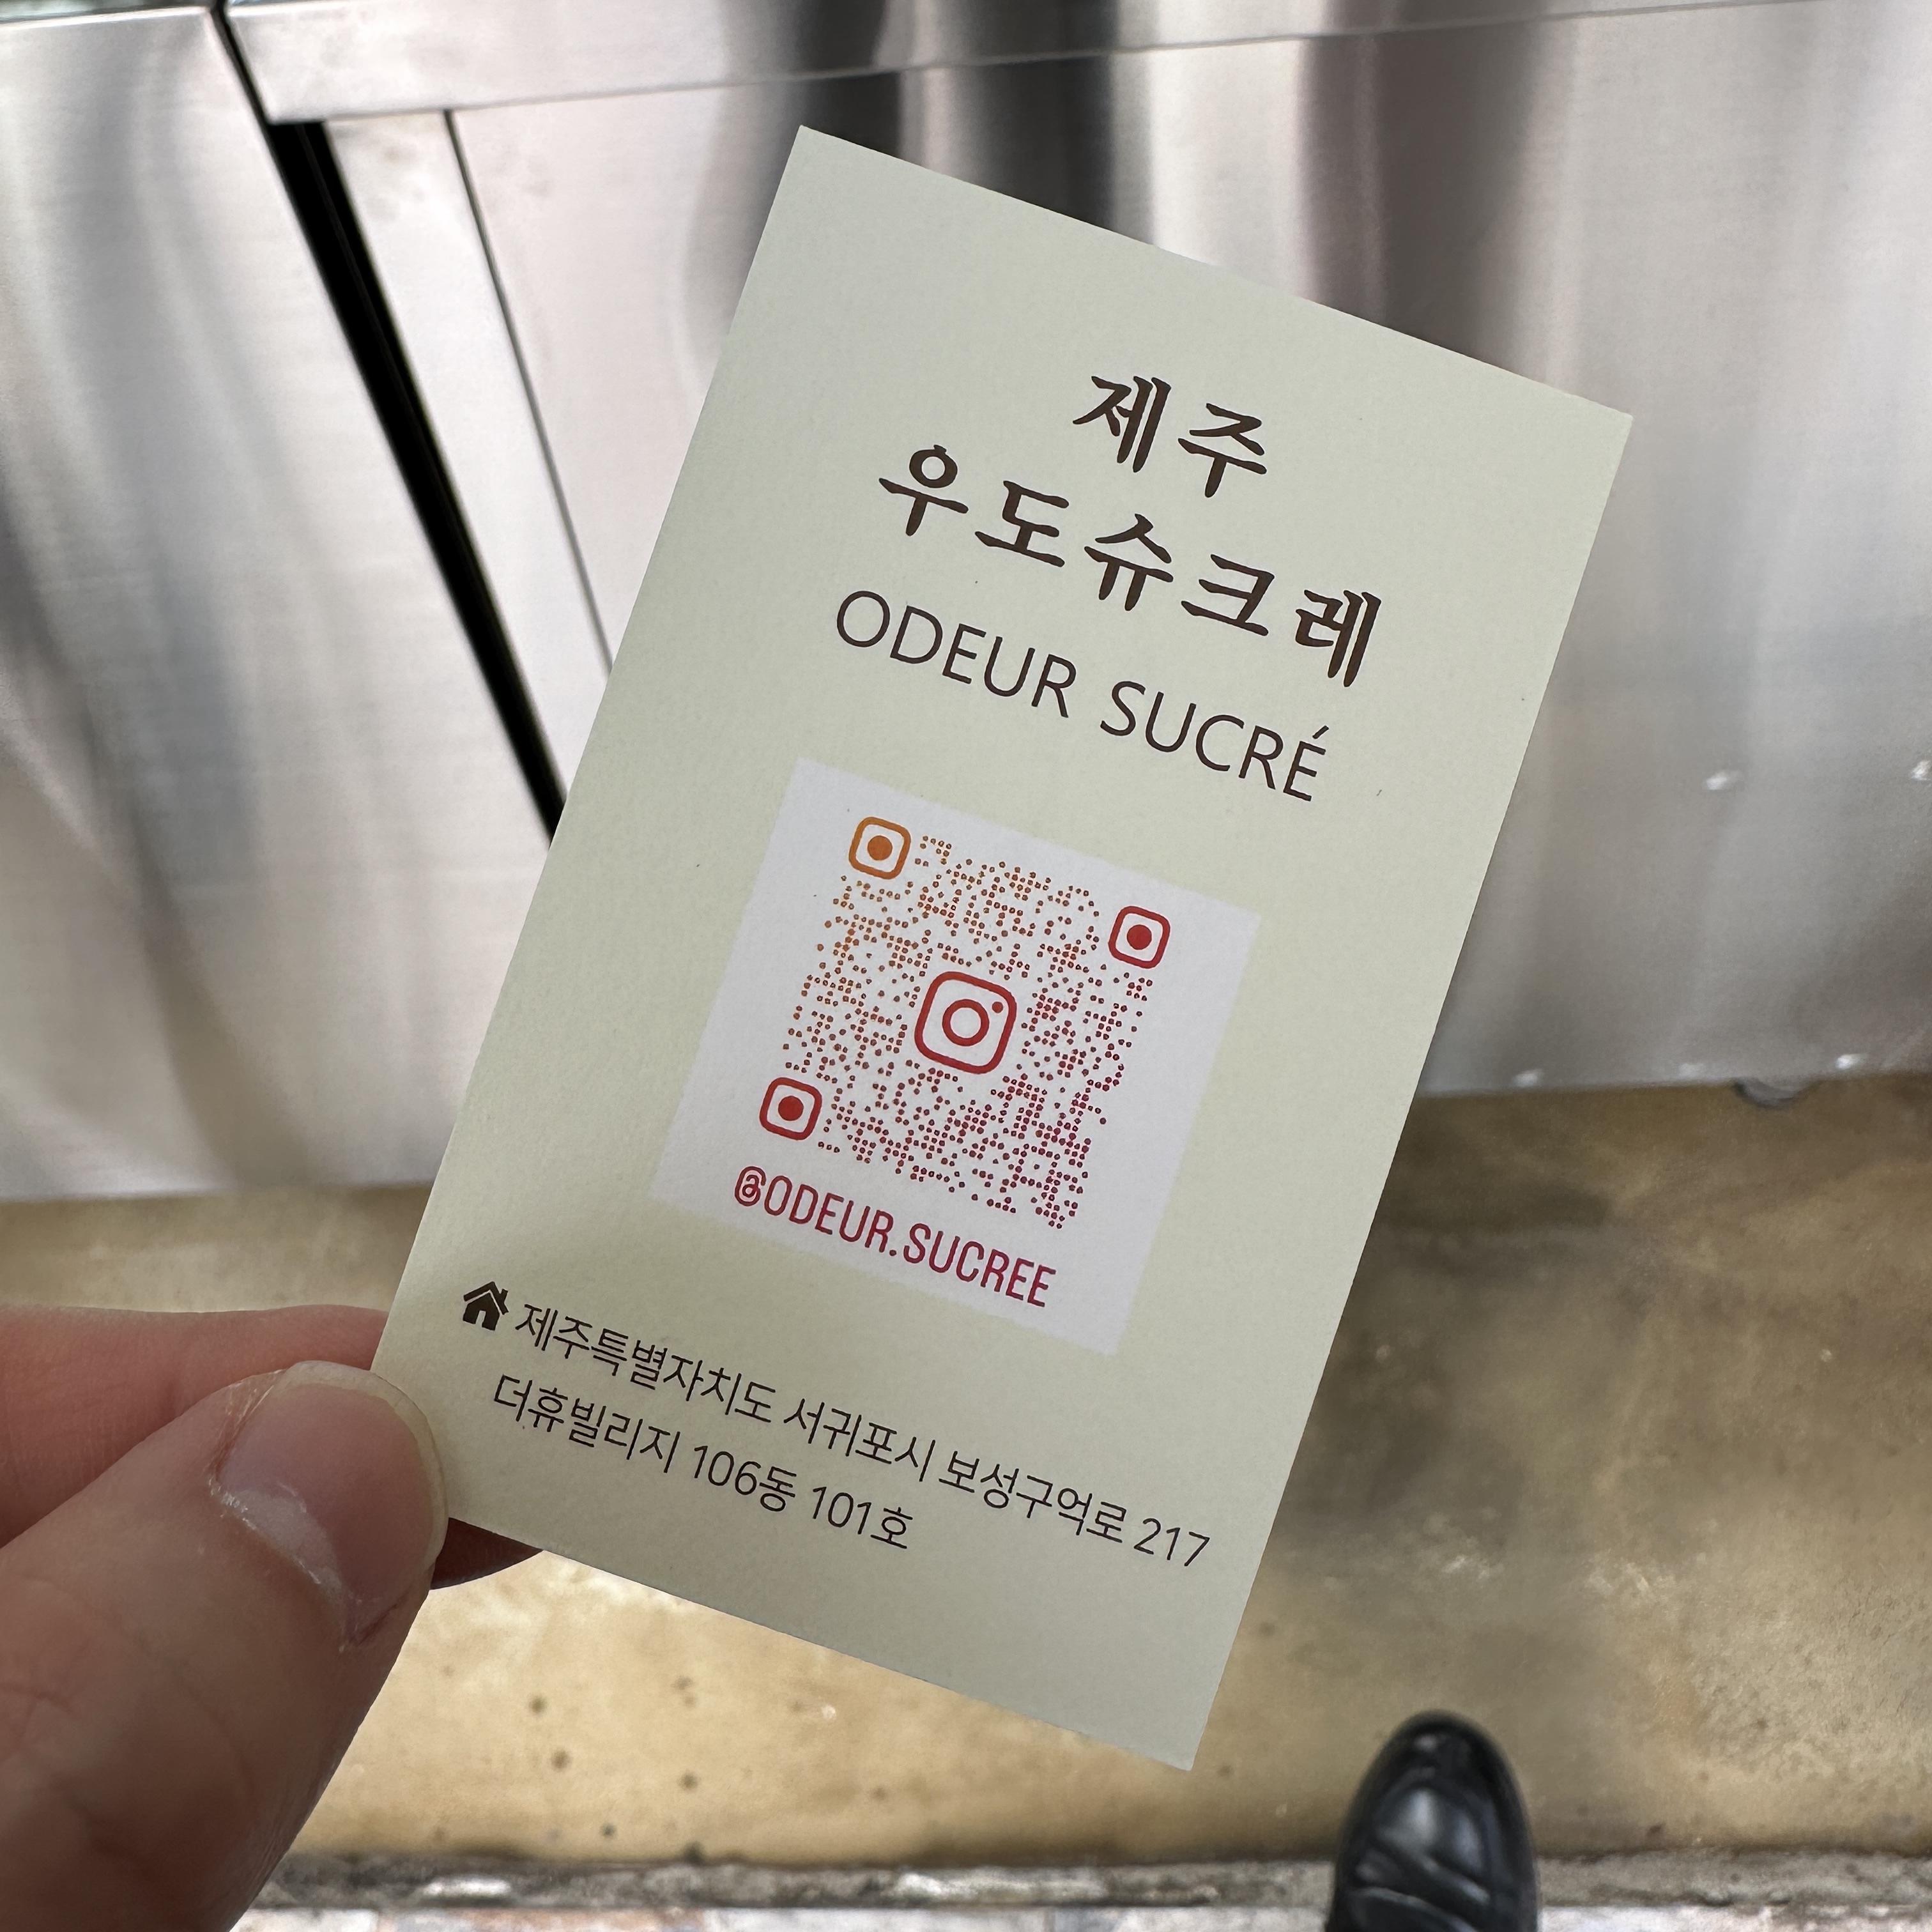 제주
우도슈크레
ODEUR SUCRÉ
@ODEUR.SUCREE
제주특별자치도 서귀포시 보성구억로 217
더휴빌리지 106동 101호